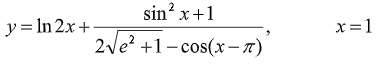 y = ln 2x + (sin² x + 1) / (2√(e² + 1) − cos(x − π)),    x = 1